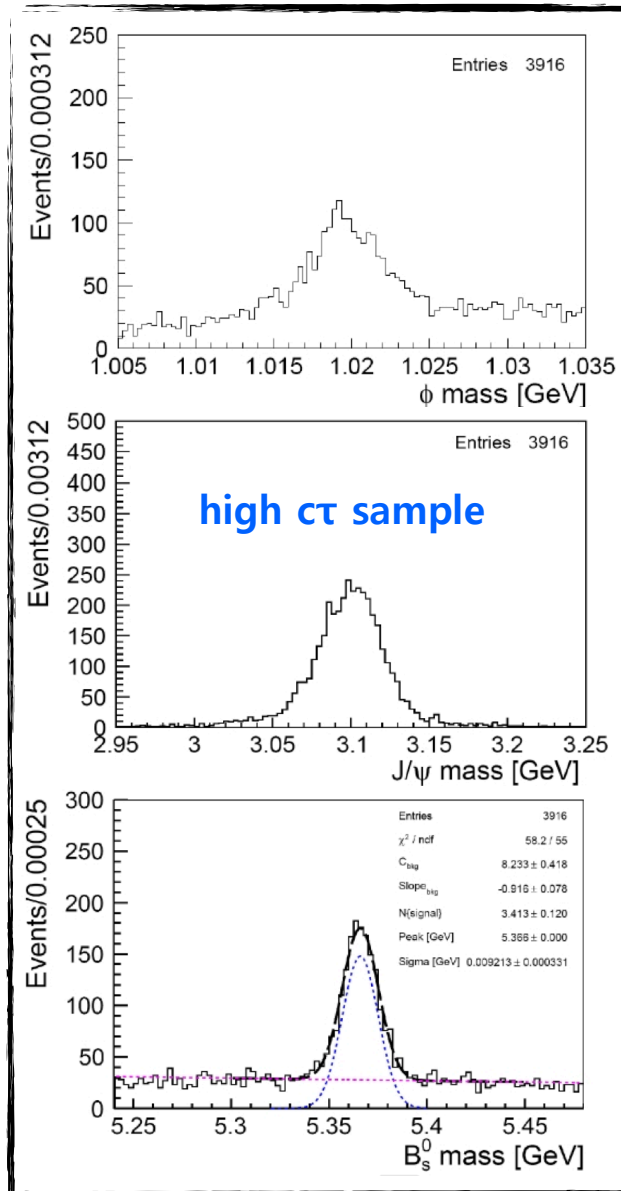 Events/0.000312
250
200
150
100
50
0
Entries 3916
1.005 1.01 1.015 1.02 1.025 1.03 1.035
ϕ mass [GeV]
Events/0.00312
500
450
400
350
300
250
200
150
100
50
0
Entries 3916
high cτ sample
2.95 3 3.05 3.1 3.15 3.2 3.25
J/ψ mass [GeV]
Events/0.00025
300
250
200
150
100
50
0
Entries 3916
χ² / ndf 58.2 / 55
C_bkg 8.233 ± 0.418
Slope_bkg -0.916 ± 0.078
N(signal) 3.413 ± 0.120
Peak [GeV] 5.366 ± 0.000
Sigma [GeV] 0.009213 ± 0.000331
5.25 5.3 5.35 5.4 5.45
B_s^0 mass [GeV]